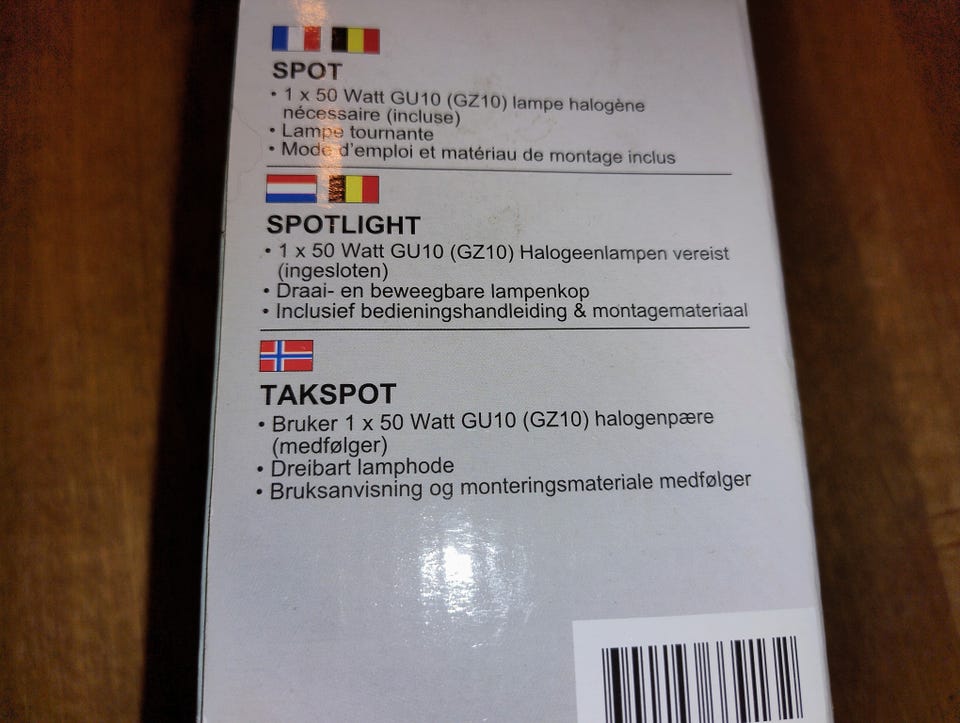 SPOT
• 1 x 50 Watt GU10 (GZ10) lampe halogène
nécessaire (incluse)
• Lampe tournante
• Mode d'emploi et matériau de montage inclus
SPOTLIGHT
• 1 x 50 Watt GU10 (GZ10) Halogeenlampen vereist
(ingesloten)
• Draai- en beweegbare lampenkop
• Inclusief bedieningshandleiding & montagemateriaal
TAKSPOT
• Bruker 1 x 50 Watt GU10 (GZ10) halogenpære
(medfølger)
• Dreibart lamphode
• Bruksanvisning og monteringsmateriale medfølger